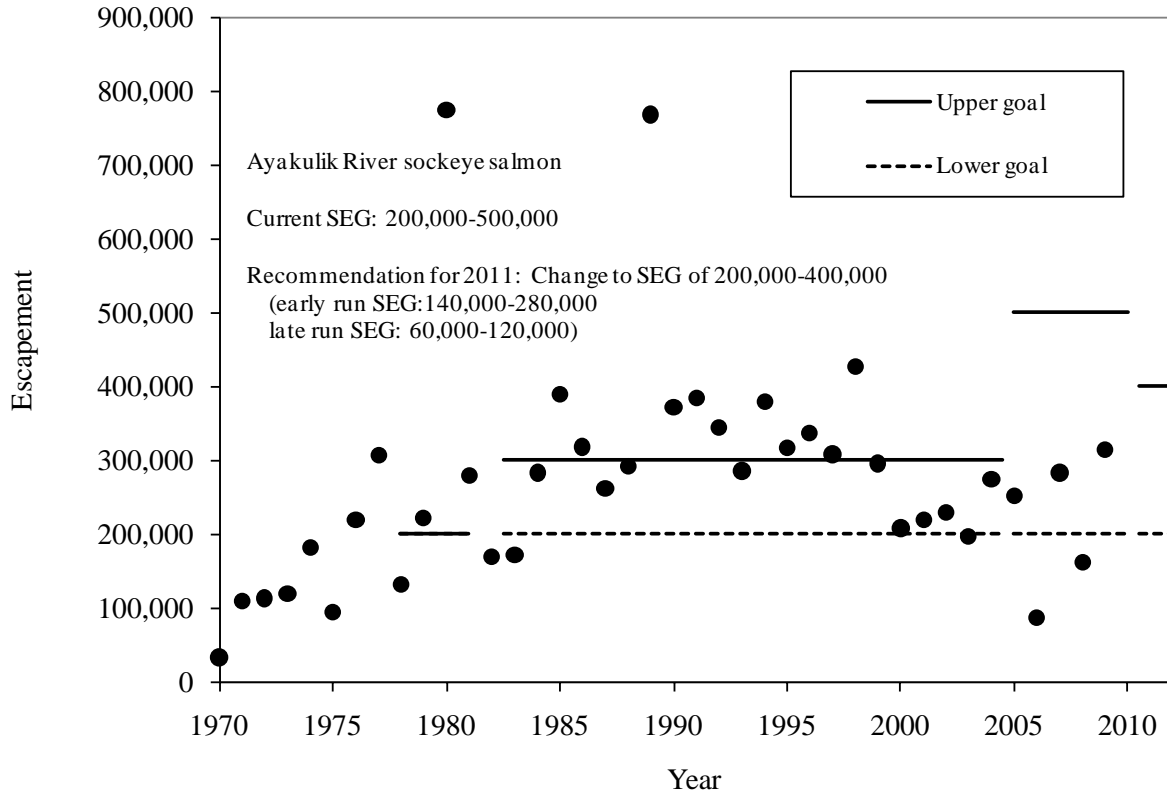 900,000
800,000
700,000
600,000
500,000
400,000
300,000
200,000
100,000
0
Escapement
Upper goal
Lower goal
Ayakulik River sockeye salmon
Current SEG: 200,000-500,000
Recommendation for 2011: Change to SEG of 200,000-400,000
(early run SEG:140,000-280,000
late run SEG: 60,000-120,000)
1970 1975 1980 1985 1990 1995 2000 2005 2010
Year